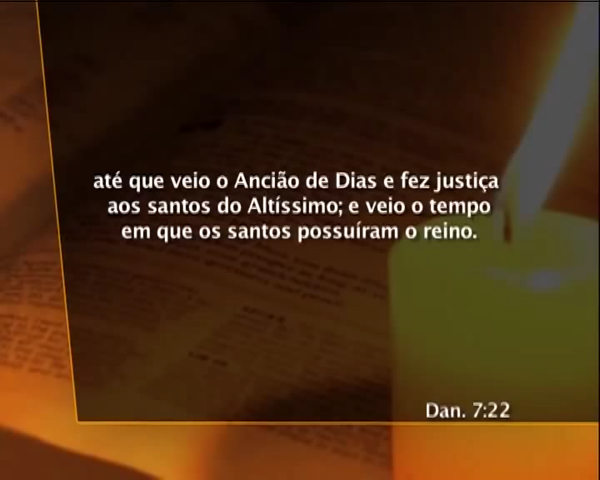 até que veio o Ancião de Dias e fez justiça
aos santos do Altíssimo; e veio o tempo
em que os santos possuíram o reino.
Dan. 7:22